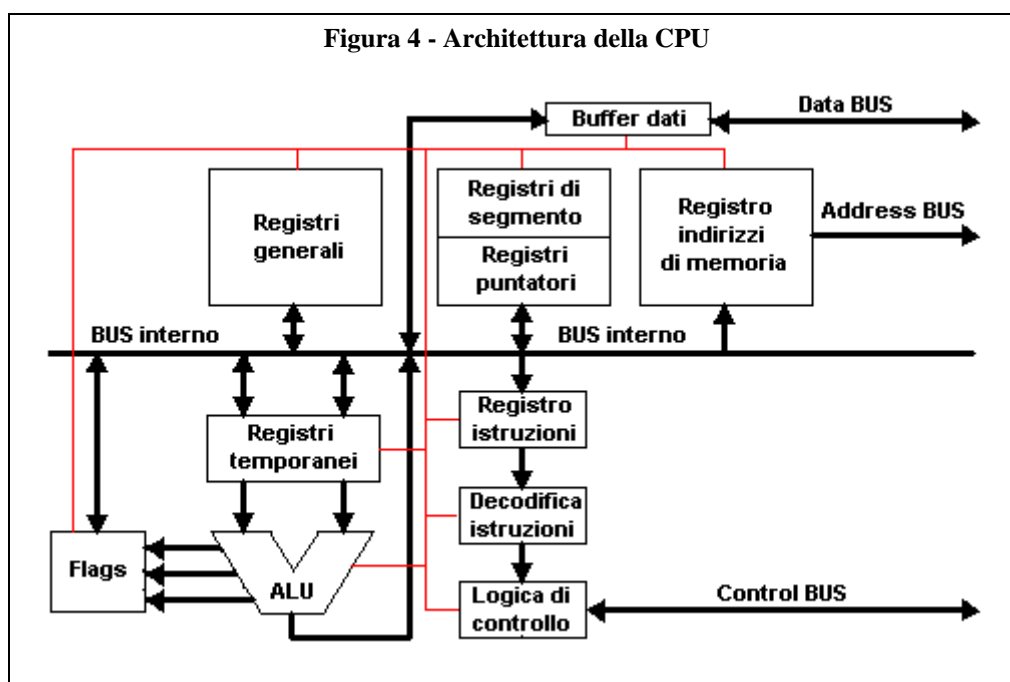 Figura 4 - Architettura della CPU
Buffer dati
Data BUS
Registri
generali
Registri di
segmento
Registri
puntatori
Registro
indirizzi
di memoria
Address BUS
BUS interno
BUS interno
Registri
temporanei
Registro
istruzioni
Decodifica
istruzioni
Flags
ALU
Logica di
controllo
Control BUS